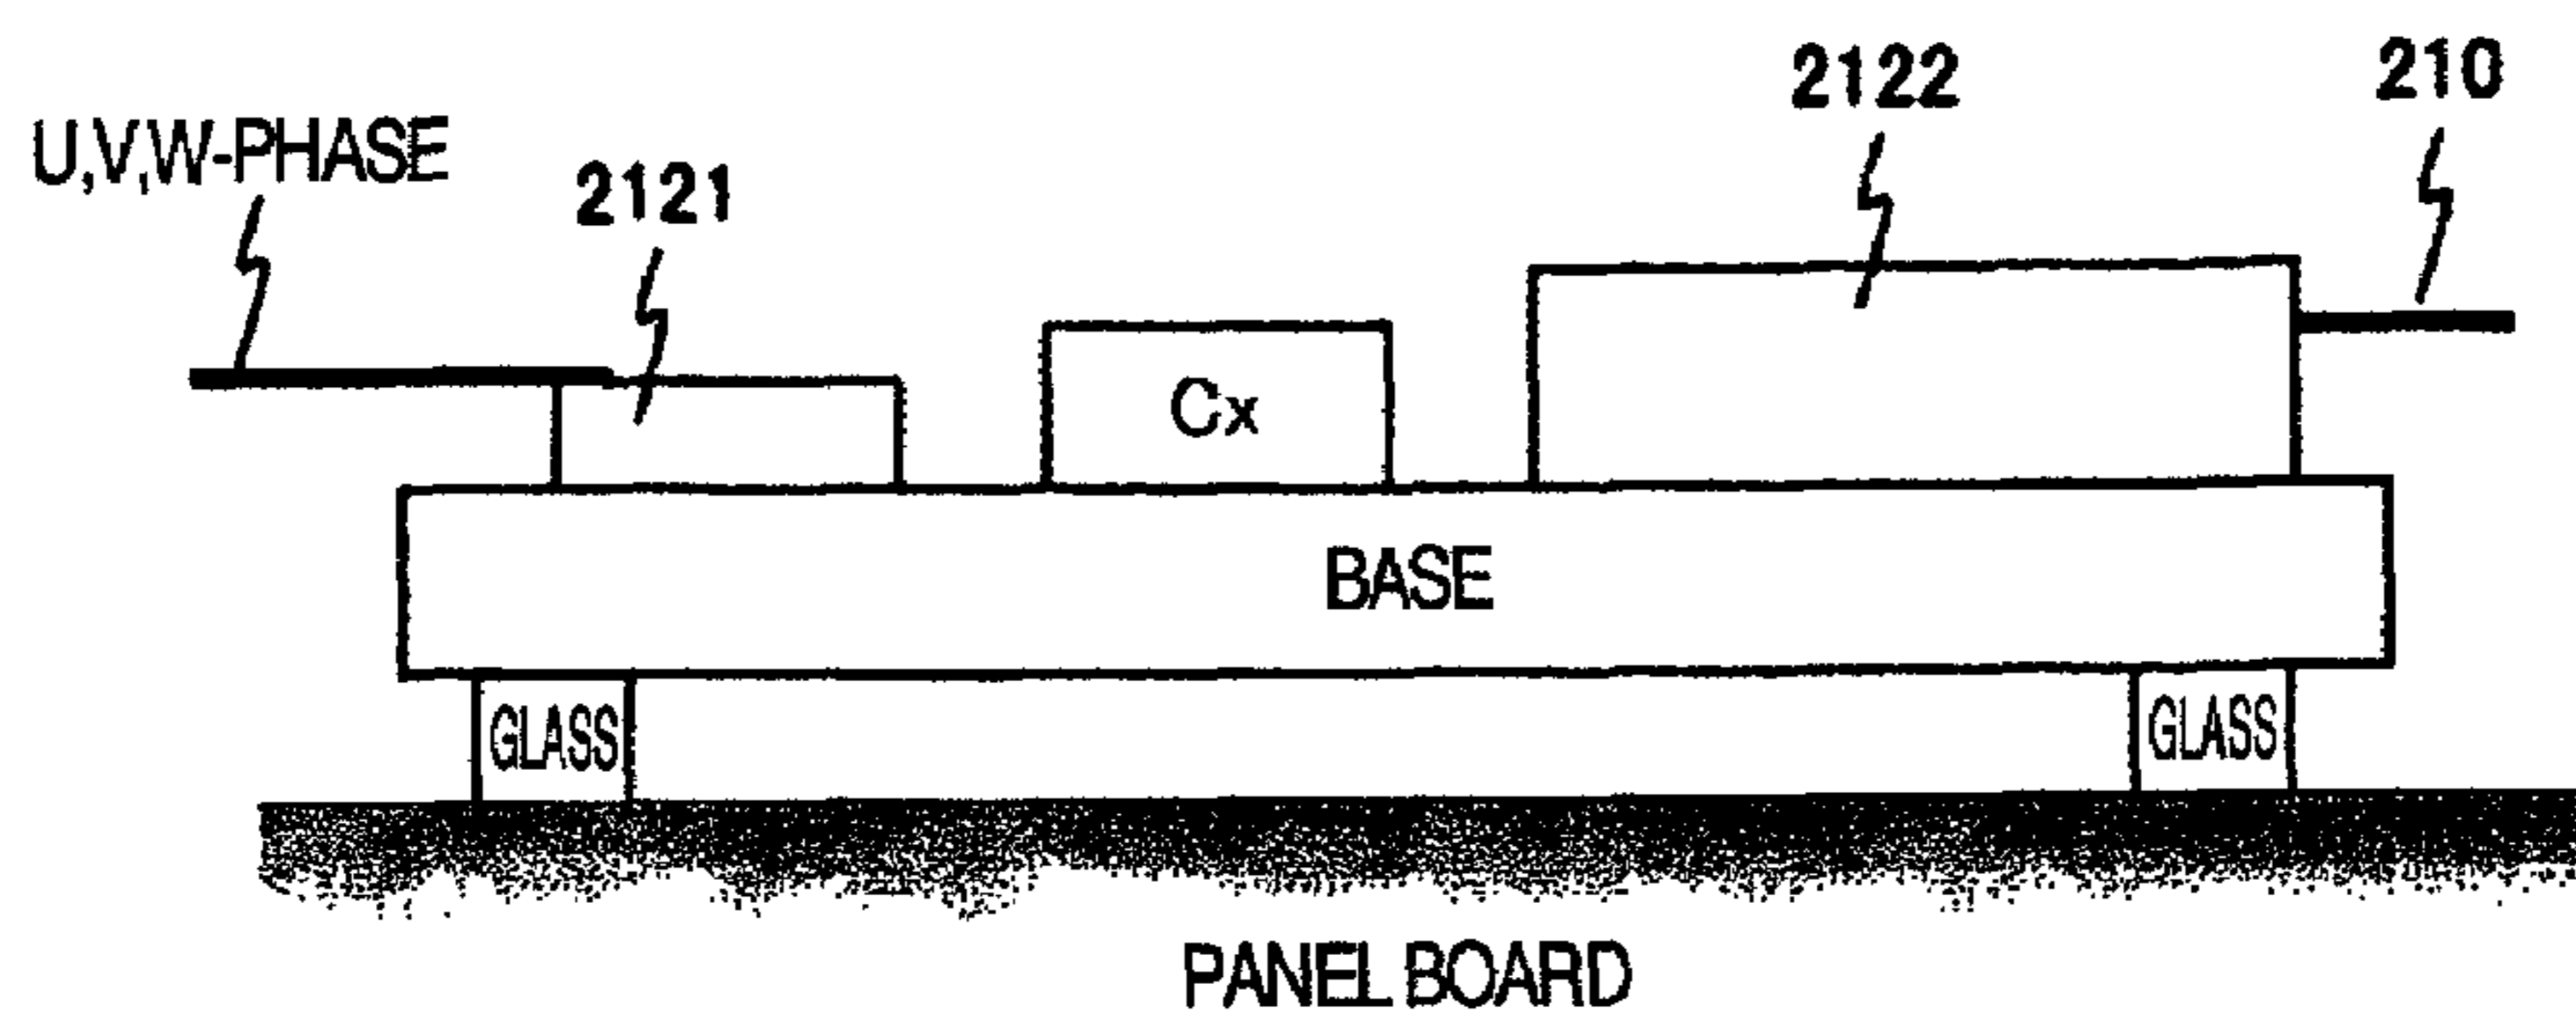 210
2122
U,V,W-PHASE
2121
Cx
BASE
GLASS GLASS
PANEL BOARD